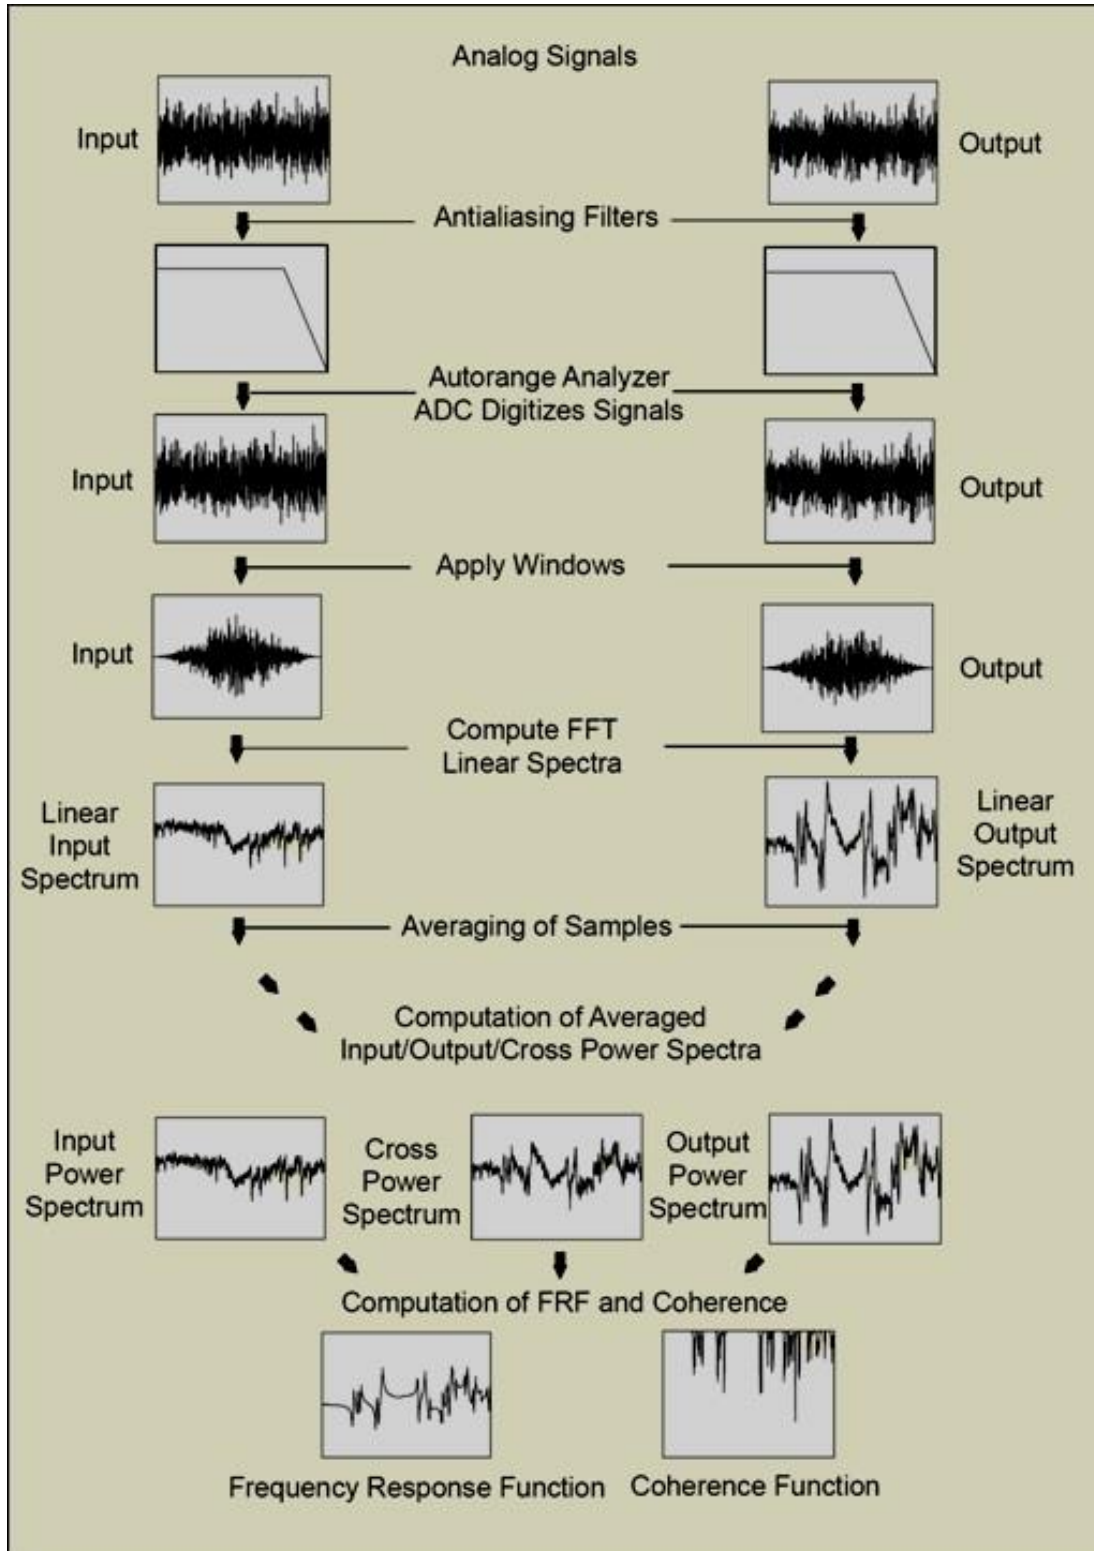 Analog Signals
Input
Output
Antialiasing Filters
Autorange Analyzer
ADC Digitizes Signals
Input
Output
Apply Windows
Input
Output
Compute FFT
Linear Spectra
Linear
Input
Spectrum
Linear
Output
Spectrum
Averaging of Samples
Computation of Averaged
Input/Output/Cross Power Spectra
Input
Power
Spectrum
Cross
Power
Spectrum
Output
Power
Spectrum
Computation of FRF and Coherence
Frequency Response Function
Coherence Function